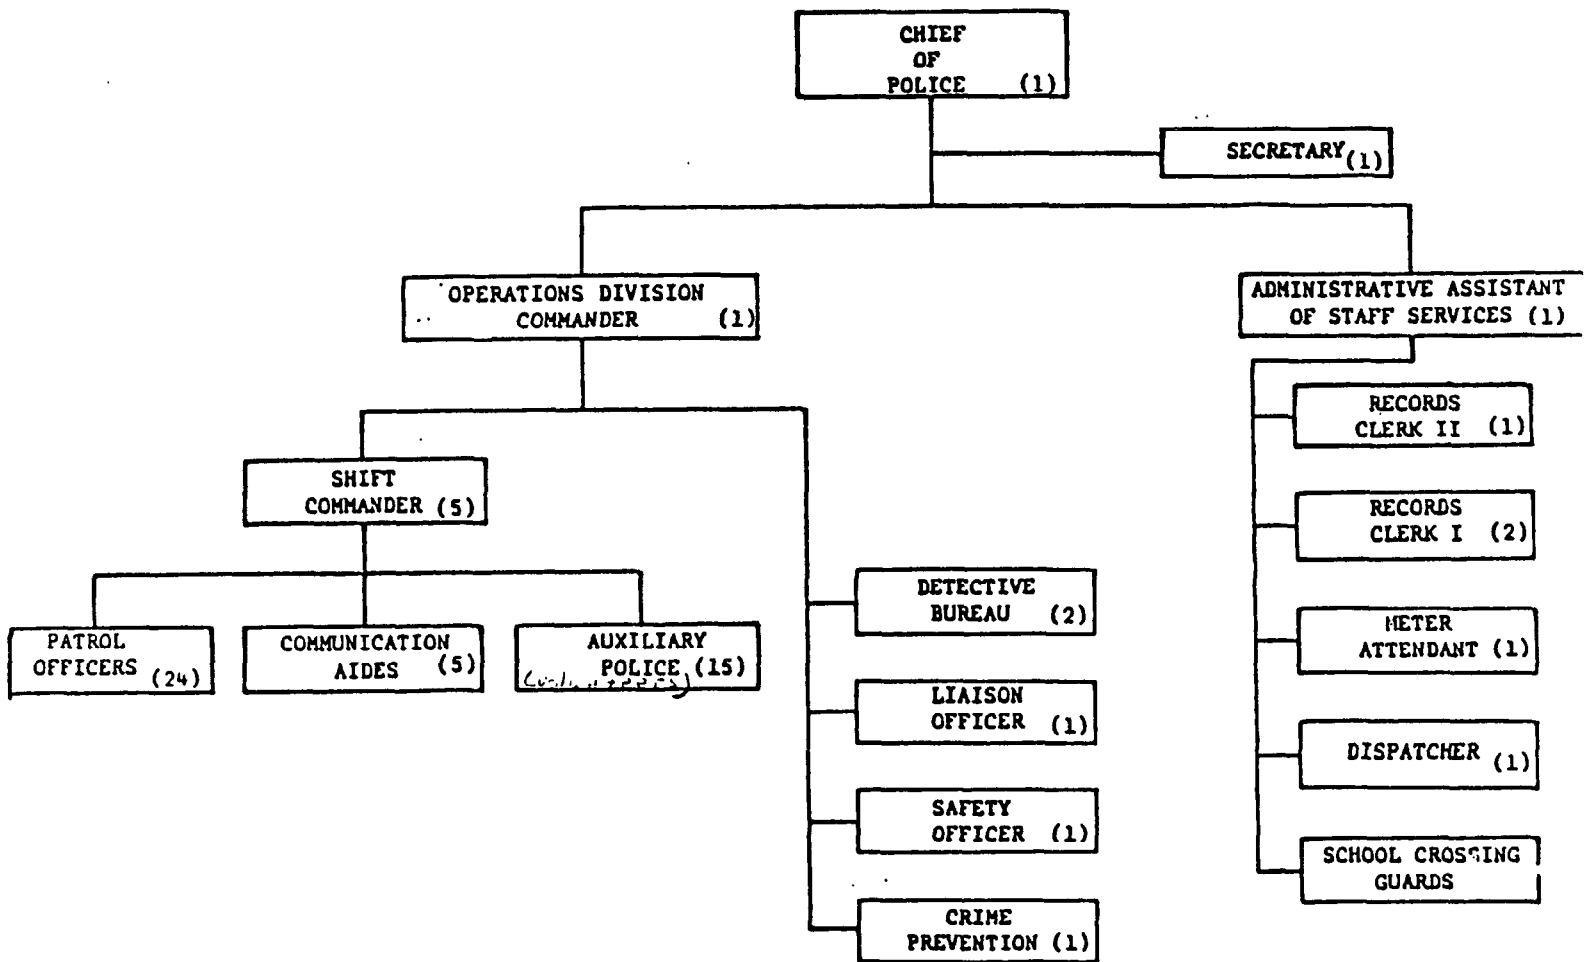 CHIEF
OF
POLICE (1)
SECRETARY (1)
OPERATIONS DIVISION
COMMANDER (1)
ADMINISTRATIVE ASSISTANT
OF STAFF SERVICES (1)
SHIFT
COMMANDER (5)
PATROL
OFFICERS (24)
COMMUNICATION
AIDES (5)
AUXILIARY
POLICE (15)
DETECTIVE
BUREAU (2)
LIAISON
OFFICER (1)
SAFETY
OFFICER (1)
CRIME
PREVENTION (1)
RECORDS
CLERK II (1)
RECORDS
CLERK I (2)
METER
ATTENDANT (1)
DISPATCHER (1)
SCHOOL CROSSING
GUARDS